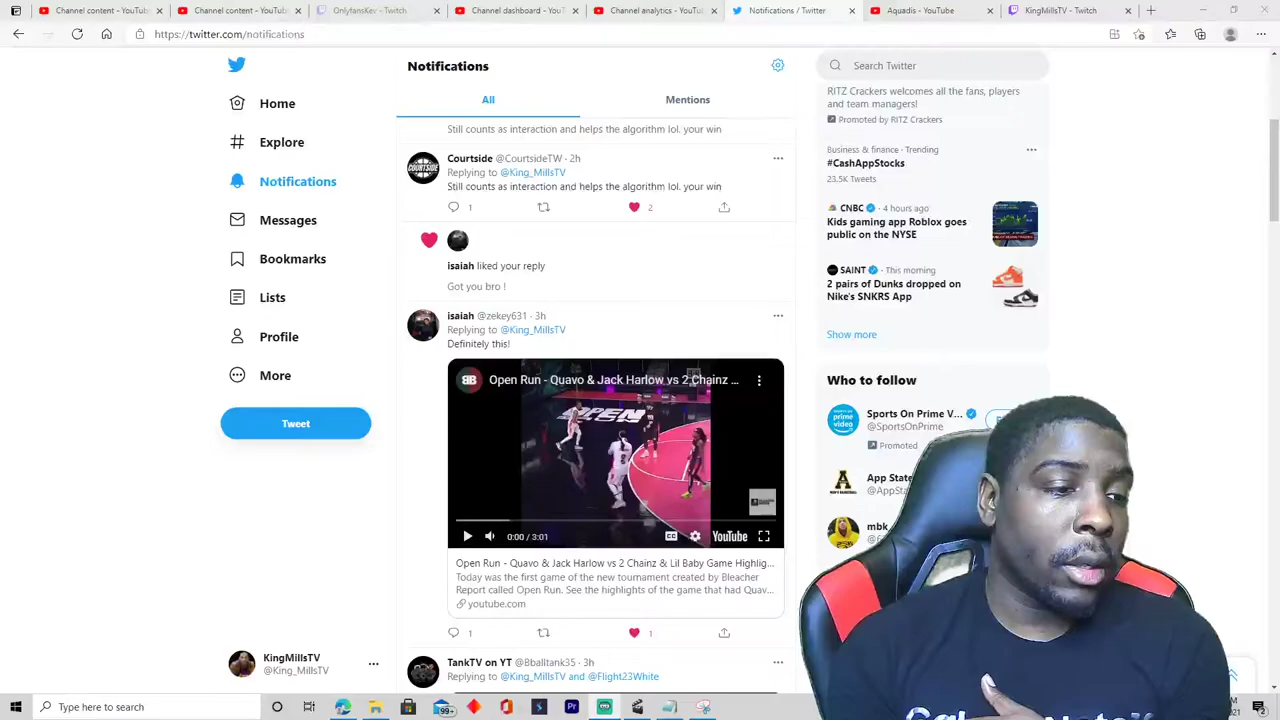 Channel content - YouTub
Channel content - YouTub
OnlyfansKev - Twitch
Channel dashboard - YouT
Channel analytics - YouTub
Notifications / Twitter
Aquadis - YouTube
KingMillsTV - Twitch
https://twitter.com/notifications
Notifications
Search Twitter
All
Mentions
Home
Explore
Notifications
Messages
Bookmarks
Lists
Profile
More
Tweet
KingMillsTV
@King_MillsTV
Still counts as interaction and helps the algorithm lol. your win
Courtside @CourtsideTW · 2h
Replying to @King_MillsTV
Still counts as interaction and helps the algorithm lol. your win
1
2
isaiah liked your reply
Got you bro !
isaiah @zekey631 · 3h
Replying to @King_MillsTV
Definitely this!
Open Run - Quavo & Jack Harlow vs 2 Chainz ...
OPEN
0:00 / 3:01
YouTube
Open Run - Quavo & Jack Harlow vs 2 Chainz & Lil Baby Game Highlig...
Today was the first game of the new tournament created by Bleacher
Report called Open Run. See the highlights of the game that had Quav...
youtube.com
1
1
TankTV on YT @Bballtank35 · 3h
Replying to @King_MillsTV and @Flight23White
RITZ Crackers welcomes all the fans, players
and team managers!
Promoted by RITZ Crackers
Business & finance · Trending
#CashAppStocks
23.5K Tweets
CNBC · 4 hours ago
Kids gaming app Roblox goes
public on the NYSE
SAINT · This morning
2 pairs of Dunks dropped on
Nike's SNKRS App
Show more
Who to follow
Sports On Prime V...
@SportsOnPrime
Promoted
App State
@AppSta
mbk
Type here to search
99+
Pr